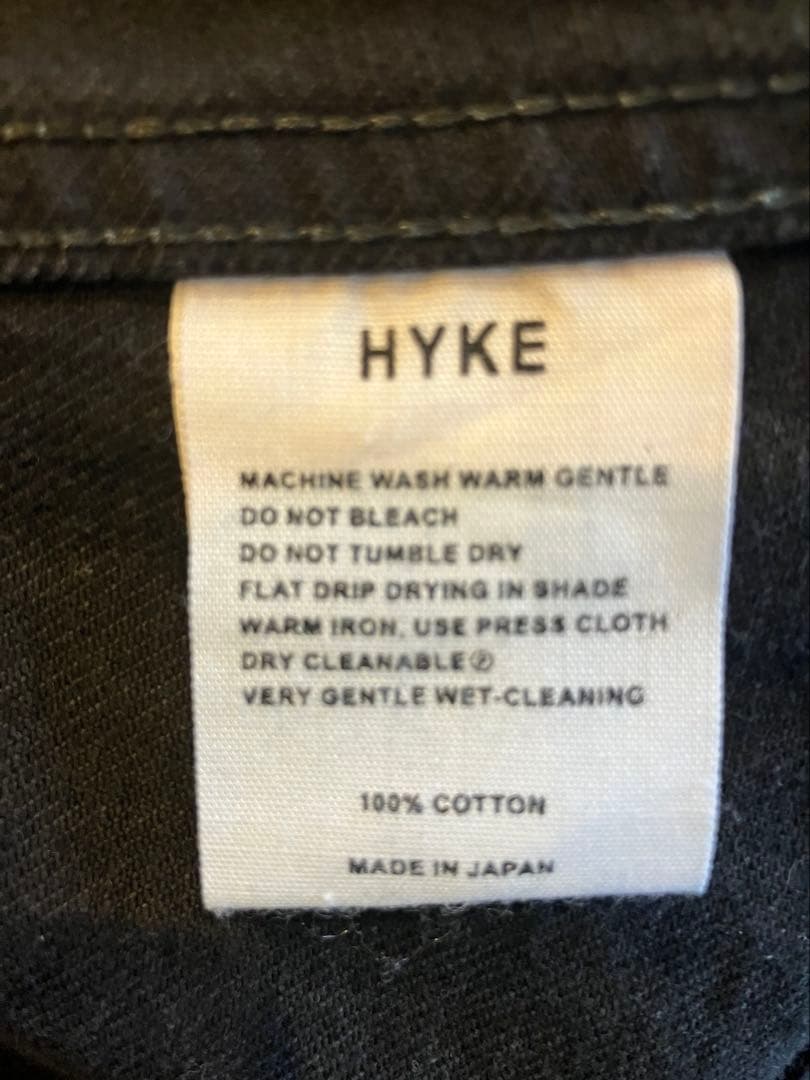 HYKE
MACHINE WASH WARM GENTLE
DO NOT BLEACH
DO NOT TUMBLE DRY
FLAT DRIP DRYING IN SHADE
WARM IRON, USE PRESS CLOTH
DRY CLEANABLE Ⓟ
VERY GENTLE WET-CLEANING
100% COTTON
MADE IN JAPAN